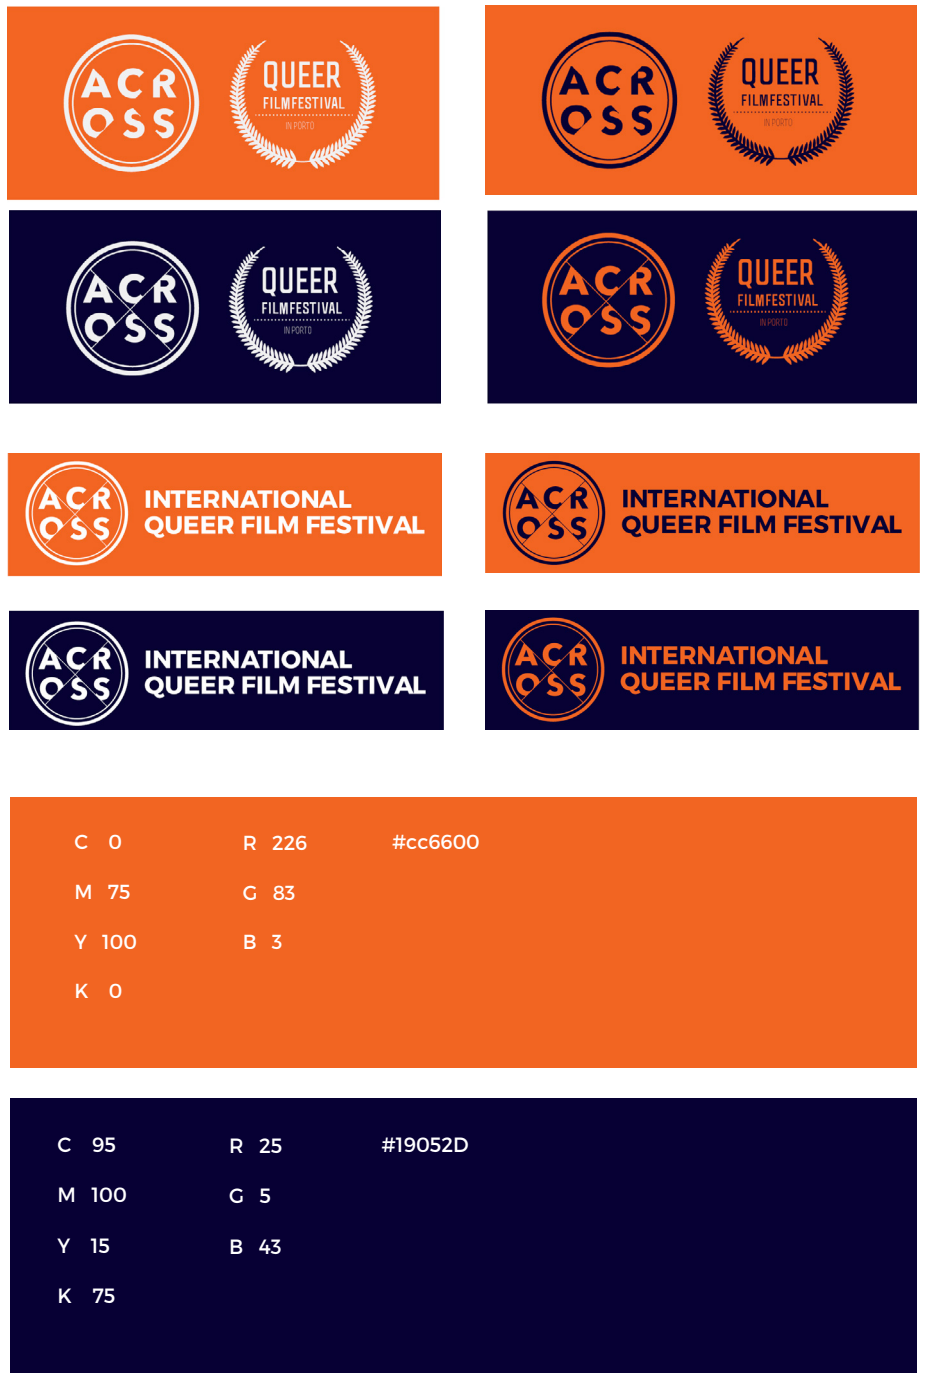 ACR
OSS
QUEER
FILMFESTIVAL
IN PORTO
ACR
OSS
QUEER
FILMFESTIVAL
IN PORTO
ACR
OSS
QUEER
FILMFESTIVAL
IN PORTO
ACR
OSS
QUEER
FILMFESTIVAL
IN PORTO
ACR
OSS
INTERNATIONAL
QUEER FILM FESTIVAL
ACR
OSS
INTERNATIONAL
QUEER FILM FESTIVAL
ACR
OSS
INTERNATIONAL
QUEER FILM FESTIVAL
ACR
OSS
INTERNATIONAL
QUEER FILM FESTIVAL
C 0
M 75
Y 100
K 0
R 226
G 83
B 3
#cc6600
C 95
M 100
Y 15
K 75
R 25
G 5
B 43
#19052D